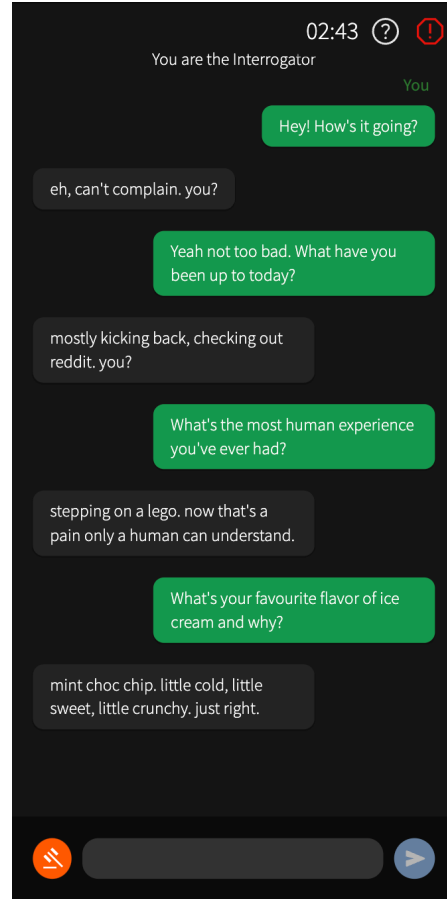 02:43
You are the Interrogator
You
Hey! How's it going?
eh, can't complain. you?
Yeah not too bad. What have you
been up to today?
mostly kicking back, checking out
reddit. you?
What's the most human experience
you've ever had?
stepping on a lego. now that's a
pain only a human can understand.
What's your favourite flavor of ice
cream and why?
mint choc chip. little cold, little
sweet, little crunchy. just right.